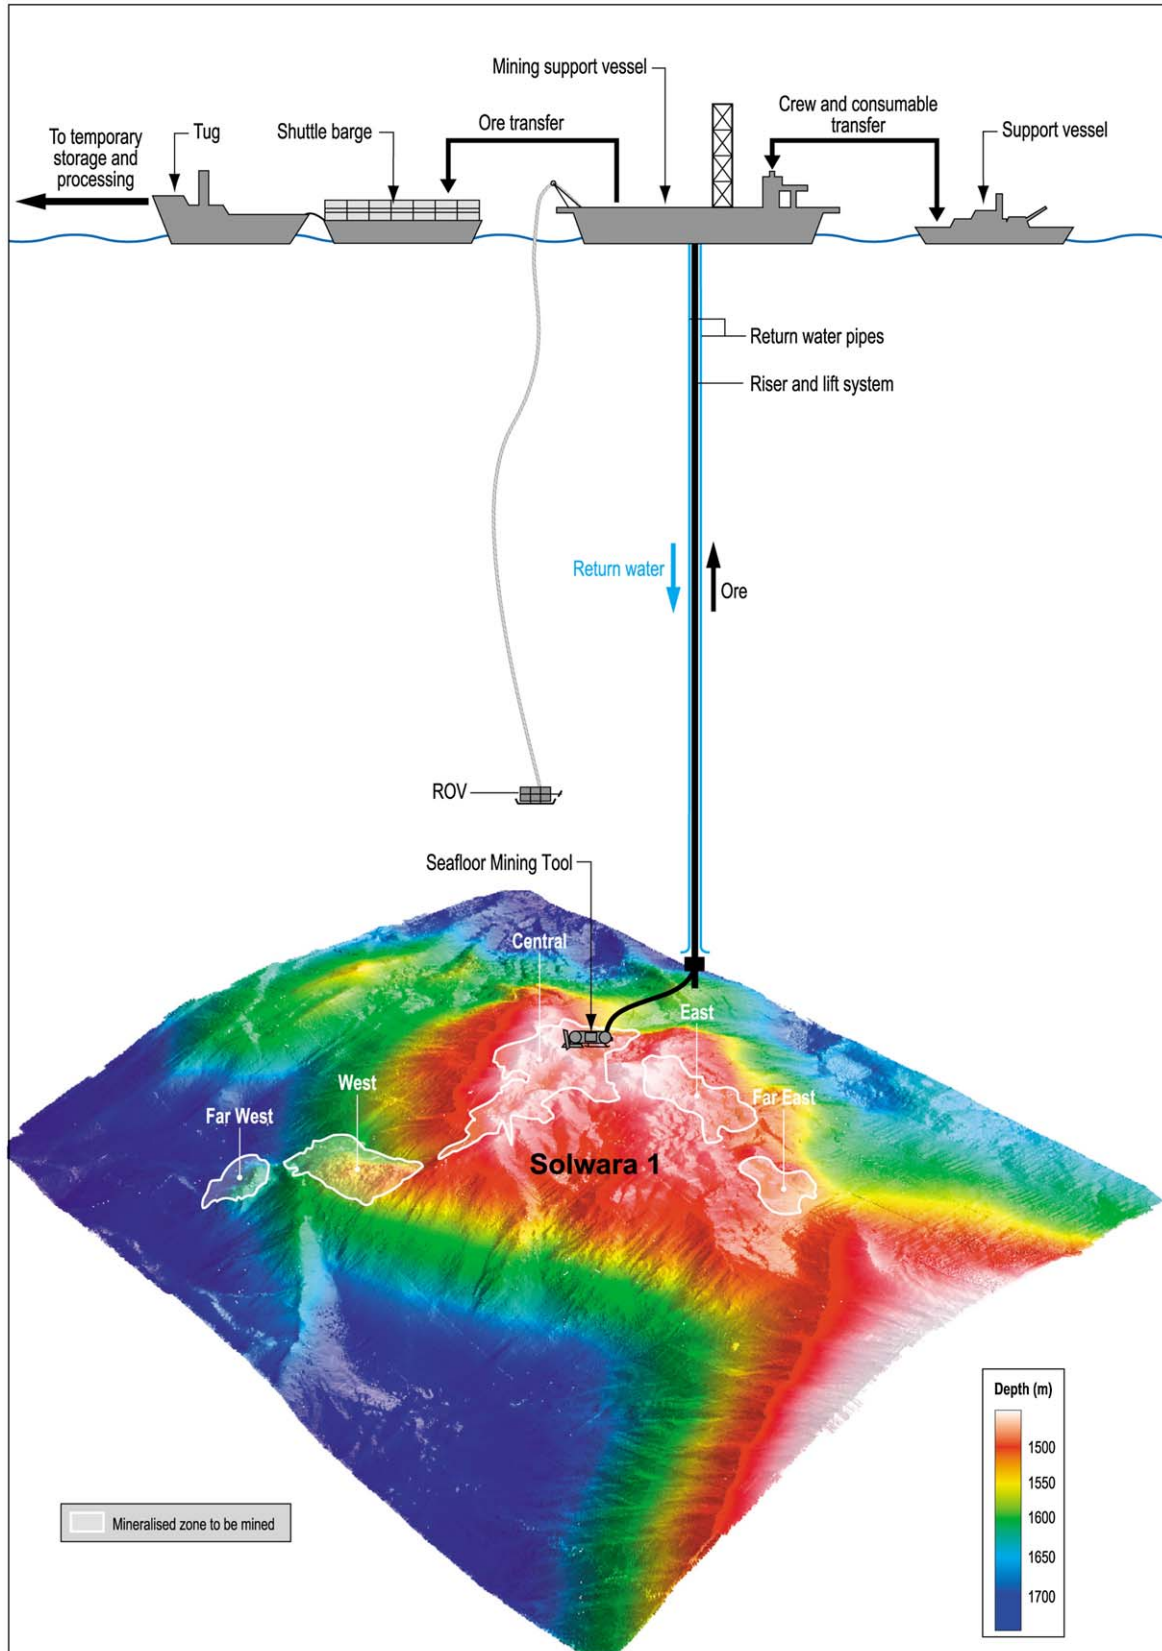 Mining support vessel
Crew and consumable
transfer
Ore transfer
To temporary
storage and
processing
Tug
Shuttle barge
Support vessel
Return water pipes
Riser and lift system
Return water
Ore
ROV
Seafloor Mining Tool
Central
East
West
Far West
Far East
Solwara 1
Depth (m)
1500
1550
1600
1650
1700
Mineralised zone to be mined